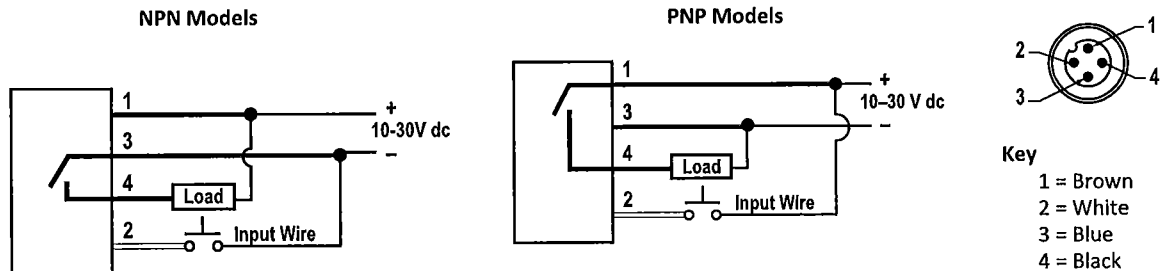 NPN Models
1
+
10-30V dc
3
−
4
Load
2
Input Wire
PNP Models
1
+
10–30 V dc
3
−
4
Load
2
Input Wire
1
2
4
3
Key
1 = Brown
2 = White
3 = Blue
4 = Black